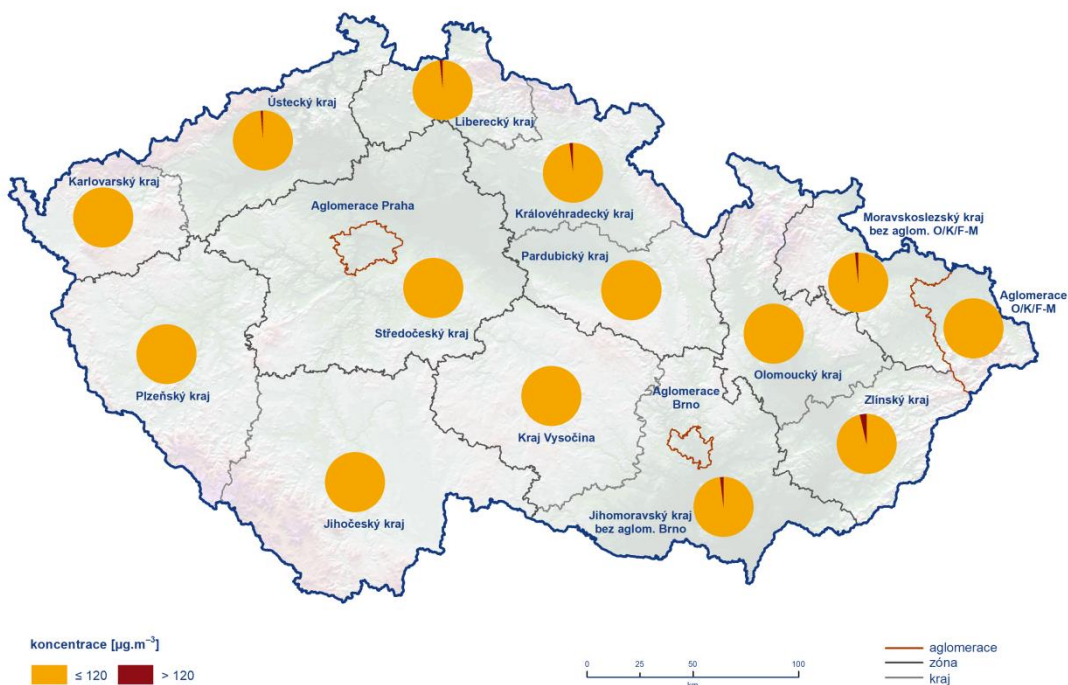 Ústecký kraj
Liberecký kraj
Karlovarský kraj
Aglomerace Praha
Královéhradecký kraj
Moravskoslezský kraj
bez aglom. O/K/F-M
Pardubický kraj
Aglomerace
O/K/F-M
Středočeský kraj
Olomoucký kraj
Plzeňský kraj
Aglomerace
Brno
Zlínský kraj
Kraj Vysočina
Jihočeský kraj
Jihomoravský kraj
bez aglom. Brno
koncentrace [µg.m⁻³]
≤ 120 > 120
0 25 50 100
km
aglomerace
zóna
kraj